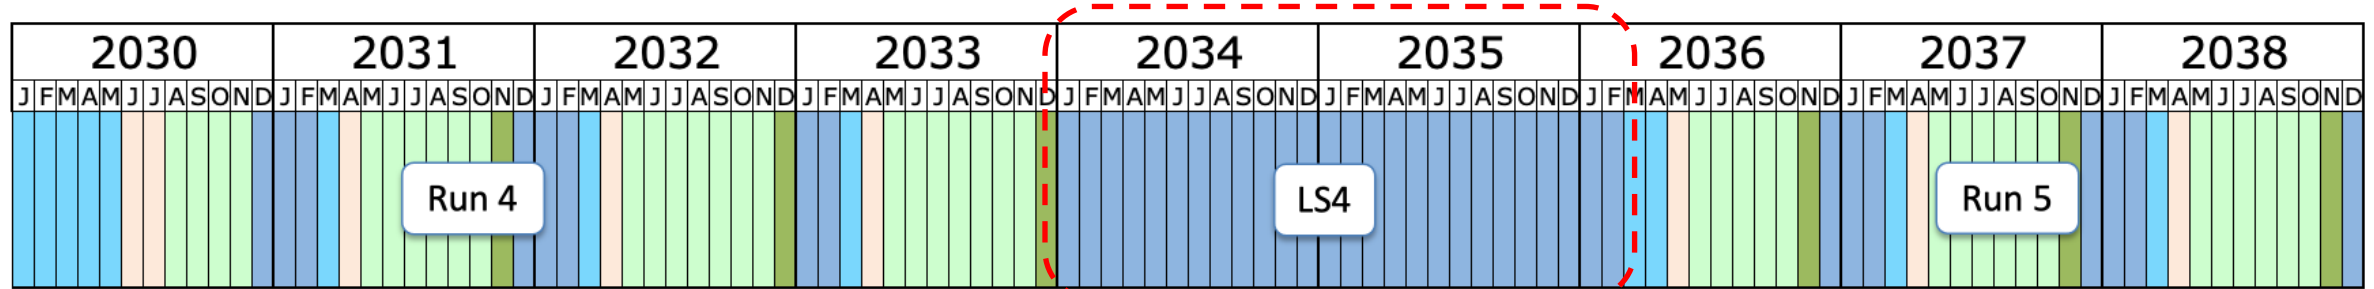 2030 2031 2032 2033 2034 2035 2036 2037 2038
J F M A M J J A S O N D J F M A M J J A S O N D J F M A M J J A S O N D J F M A M J J A S O N D J F M A M J J A S O N D J F M A M J J A S O N D J F M A M J J A S O N D J F M A M J J A S O N D J F M A M J J A S O N D
Run 4 LS4 Run 5